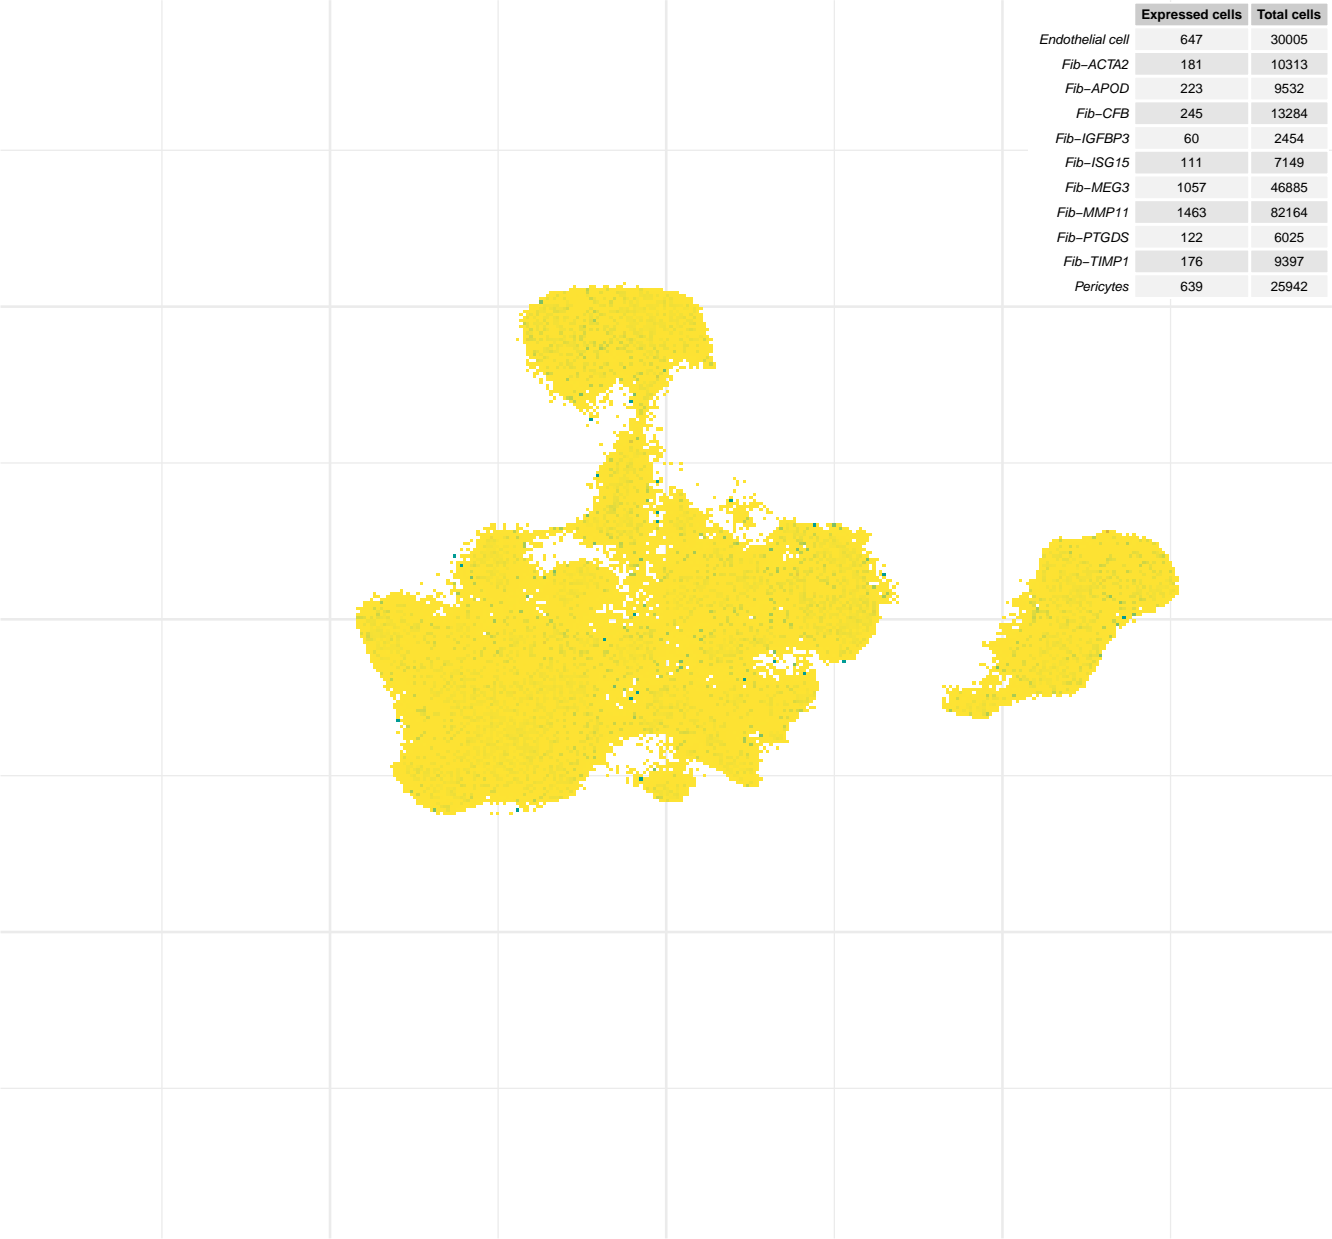 Expressed cells Total cells
Endothelial cell 647 30005
Fib−ACTA2 181 10313
Fib−APOD 223 9532
Fib−CFB 245 13284
Fib−IGFBP3 60 2454
Fib−ISG15 111 7149
Fib−MEG3 1057 46885
Fib−MMP11 1463 82164
Fib−PTGDS 122 6025
Fib−TIMP1 176 9397
Pericytes 639 25942